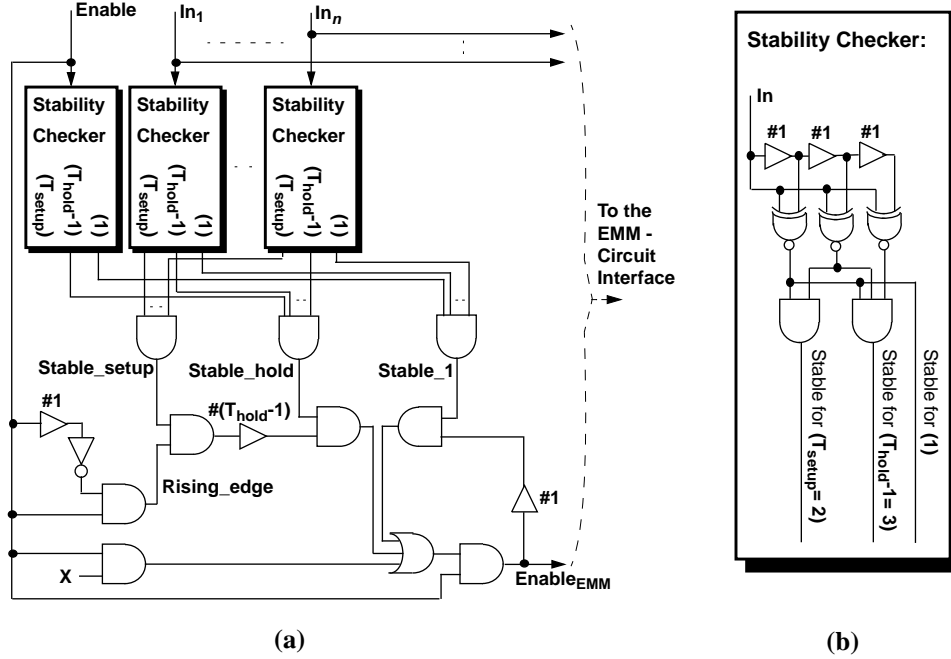 Enable
In1
Inn
Stability Checker
(Tsetup)
(Thold-1)
(1)
Stability Checker
(Tsetup)
(Thold-1)
(1)
Stability Checker
(Tsetup)
(Thold-1)
(1)
To the
EMM -
Circuit
Interface
Stable_setup
Stable_hold
Stable_1
#1
#(Thold-1)
Rising_edge
#1
X
EnableEMM
(a)
Stability Checker:
In
#1
#1
#1
Stable for (Tsetup= 2)
Stable for (Thold-1= 3)
Stable for (1)
(b)